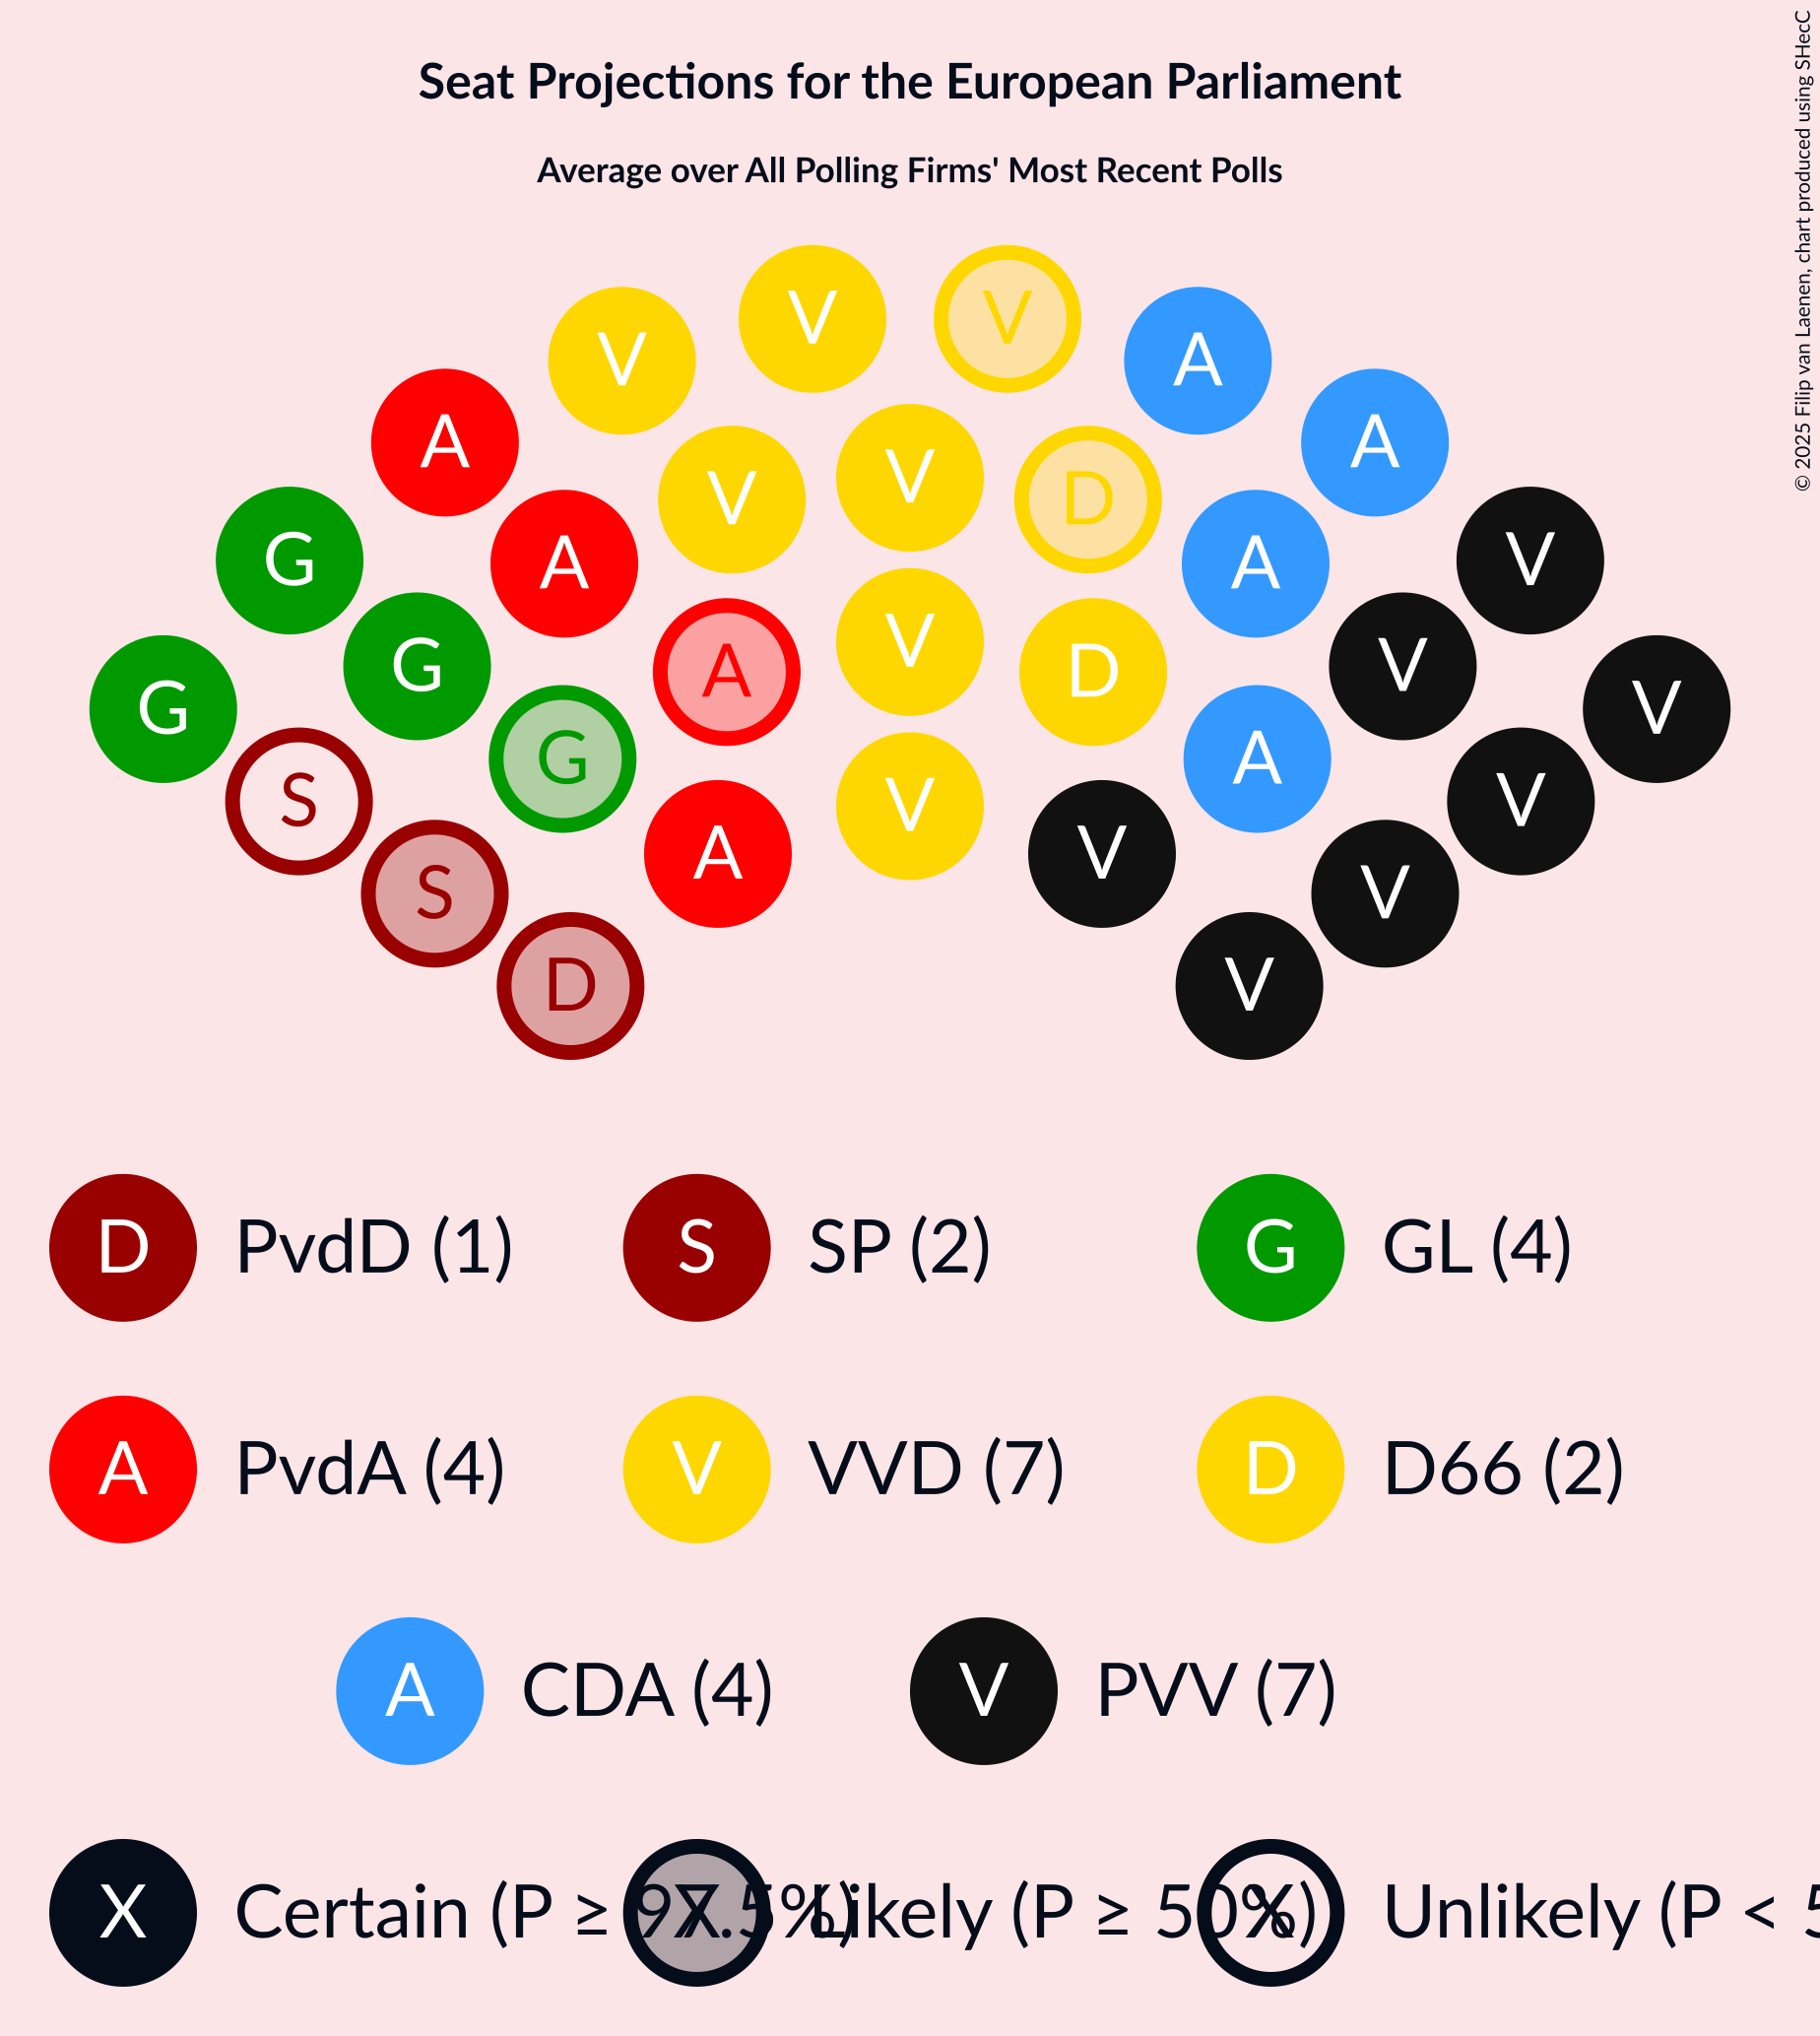 Seat Projections for the European Parliament
Average over All Polling Firms' Most Recent Polls
© 2025 Filip van Laenen, chart produced using SHecC
V V
V A
V A
A V V D A V
G A V A V
G A V D V
G G A V
S V V
S A V V
D V
D PvdD (1) S SP (2) G GL (4)
A PvdA (4) V VVD (7) D D66 (2)
A CDA (4) V PVV (7)
X Certain (P ≥ 97.5%) X Likely (P ≥ 50%) X Unlikely (P < 5